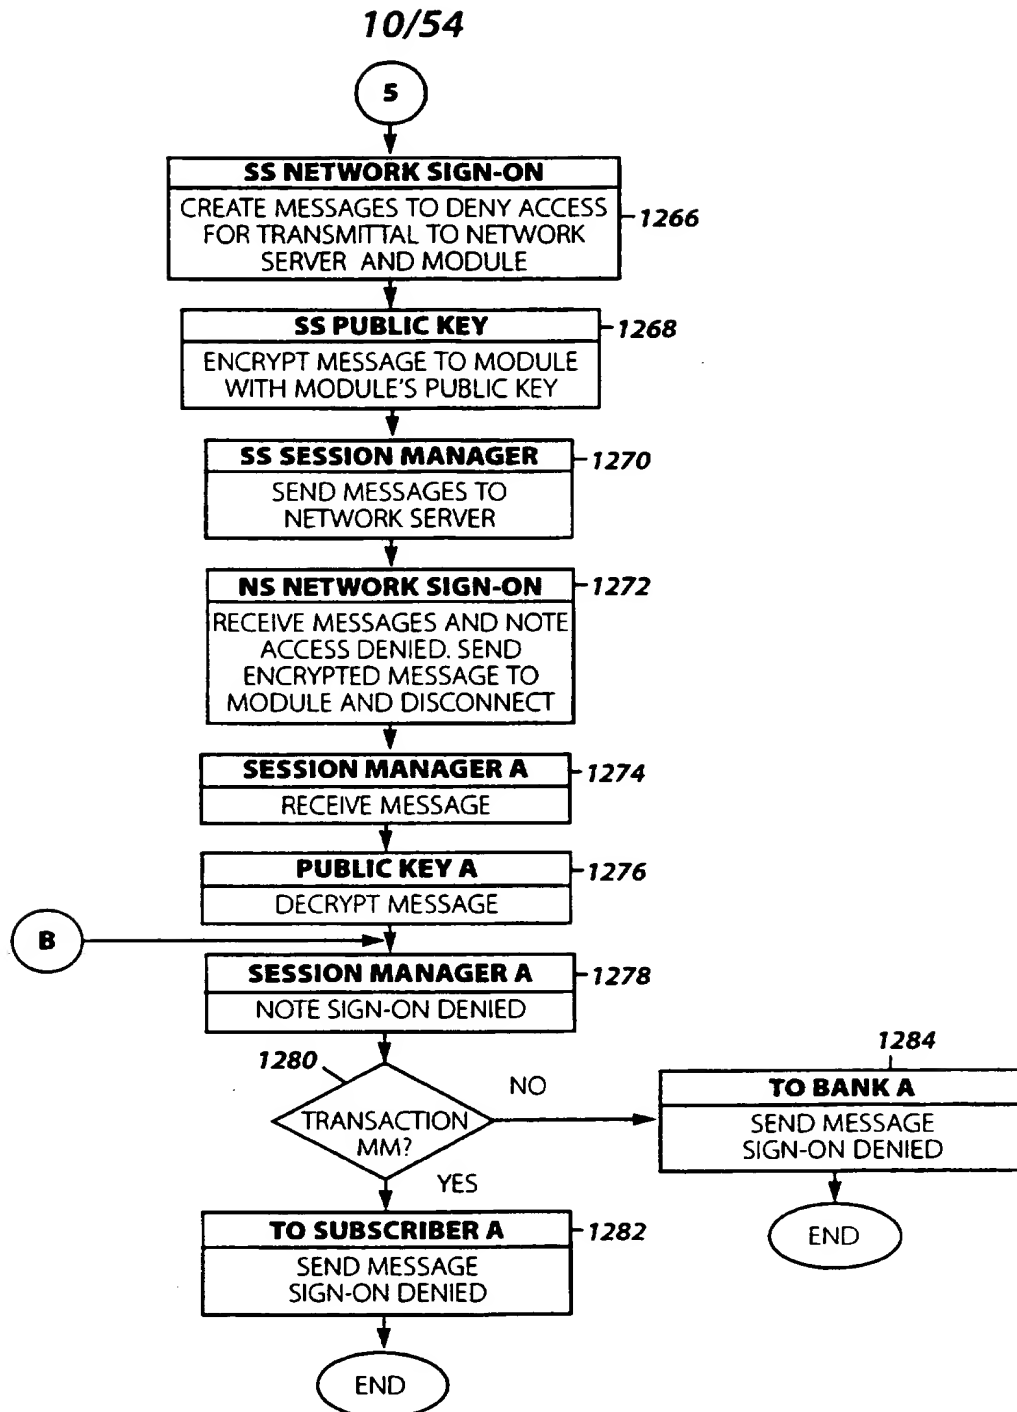 10/54
5
SS NETWORK SIGN-ON
CREATE MESSAGES TO DENY ACCESS
FOR TRANSMITTAL TO NETWORK
SERVER AND MODULE
1266
SS PUBLIC KEY
1268
ENCRYPT MESSAGE TO MODULE
WITH MODULE'S PUBLIC KEY
SS SESSION MANAGER
1270
SEND MESSAGES TO
NETWORK SERVER
NS NETWORK SIGN-ON
1272
RECEIVE MESSAGES AND NOTE
ACCESS DENIED. SEND
ENCRYPTED MESSAGE TO
MODULE AND DISCONNECT
SESSION MANAGER A
1274
RECEIVE MESSAGE
PUBLIC KEY A
1276
DECRYPT MESSAGE
B
SESSION MANAGER A
1278
NOTE SIGN-ON DENIED
1280
TRANSACTION
MM?
NO
YES
1284
TO BANK A
SEND MESSAGE
SIGN-ON DENIED
END
TO SUBSCRIBER A
1282
SEND MESSAGE
SIGN-ON DENIED
END